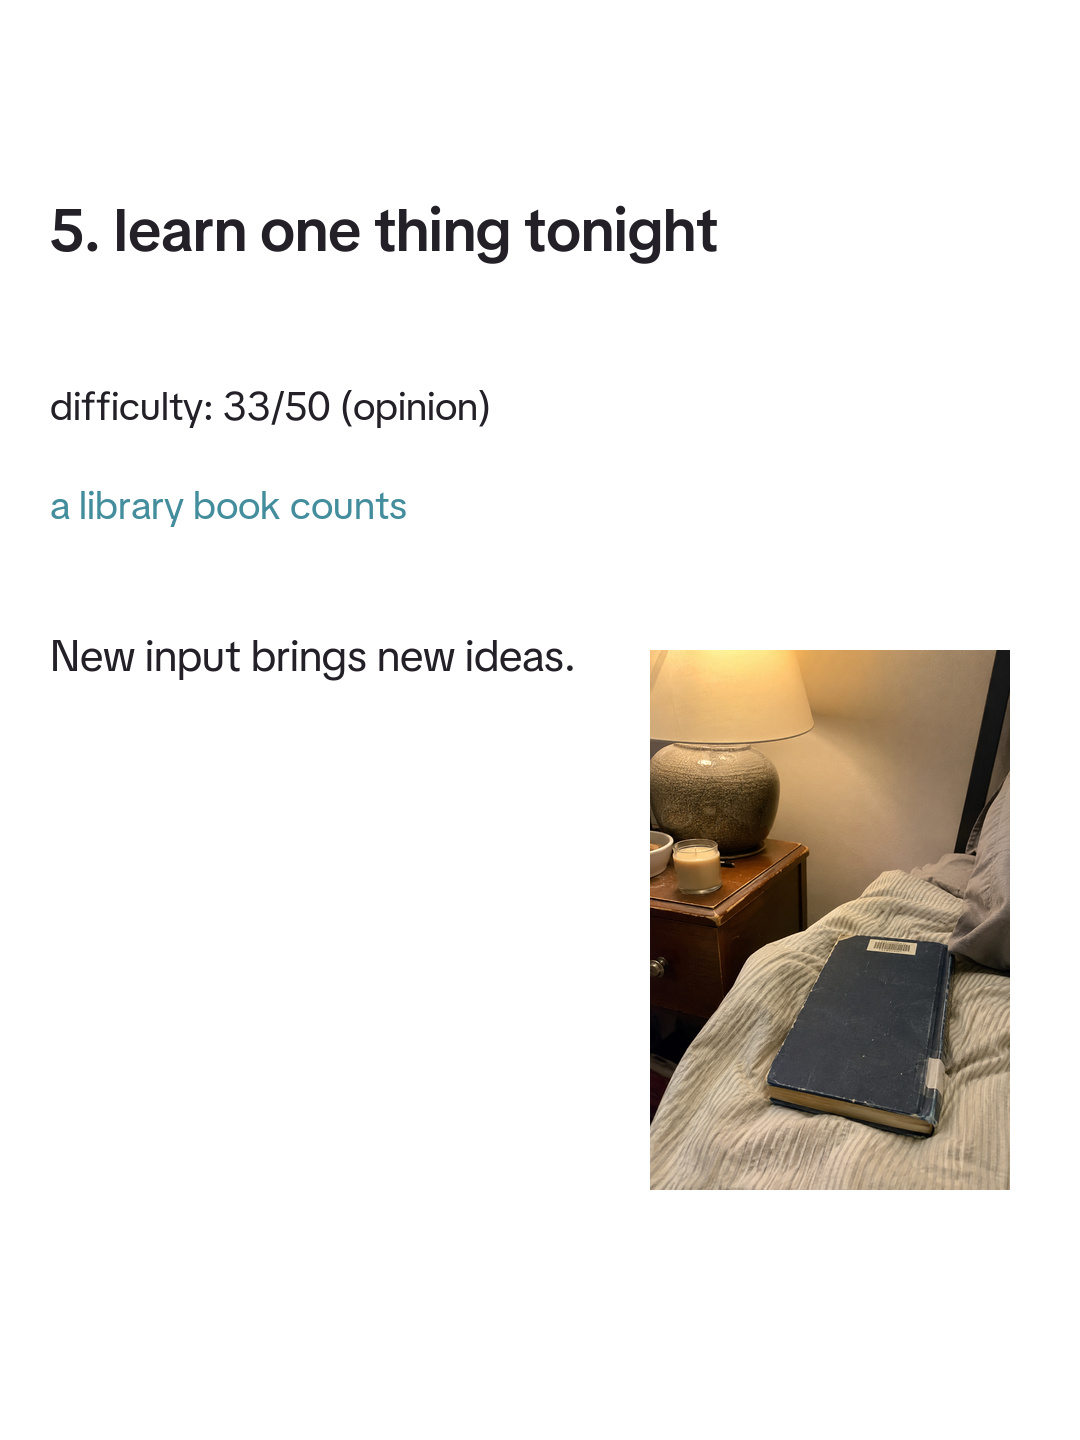 5. learn one thing tonight
difficulty: 33/50 (opinion)
a library book counts
New input brings new ideas.